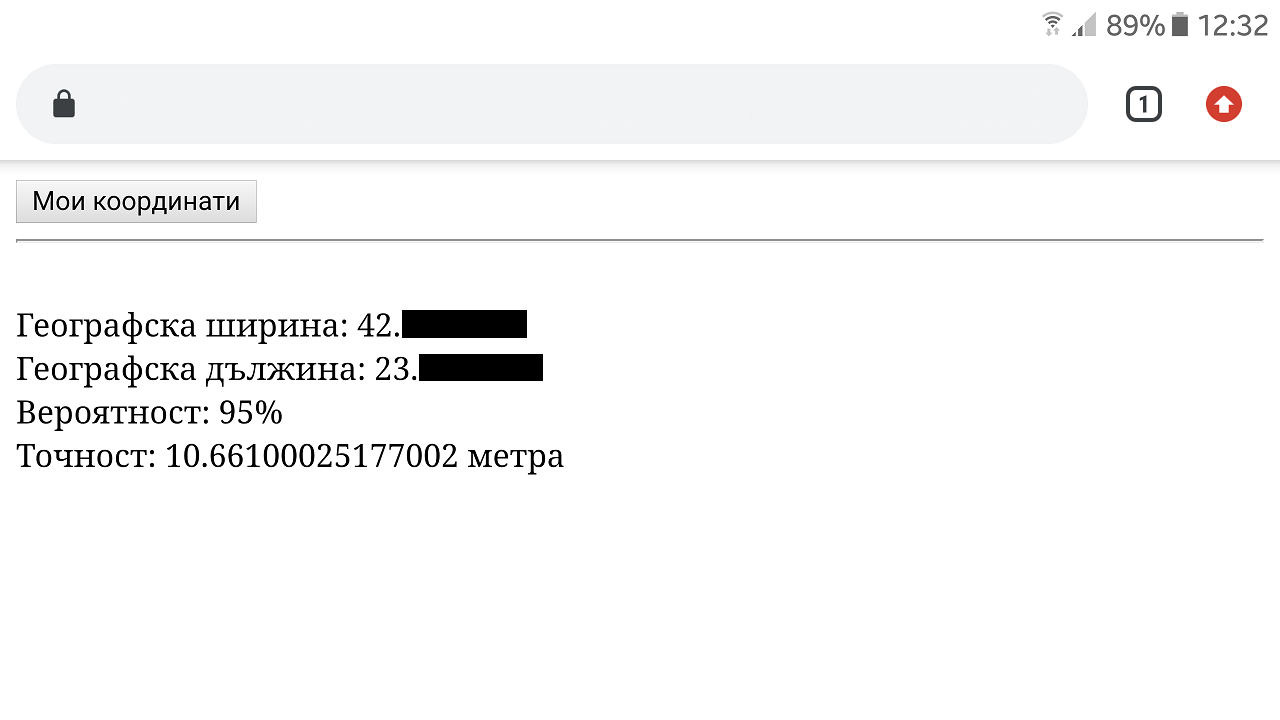 89% 12:32
1
Мои координати
Географска ширина: 42.
Географска дължина: 23.
Вероятност: 95%
Точност: 10.66100025177002 метра